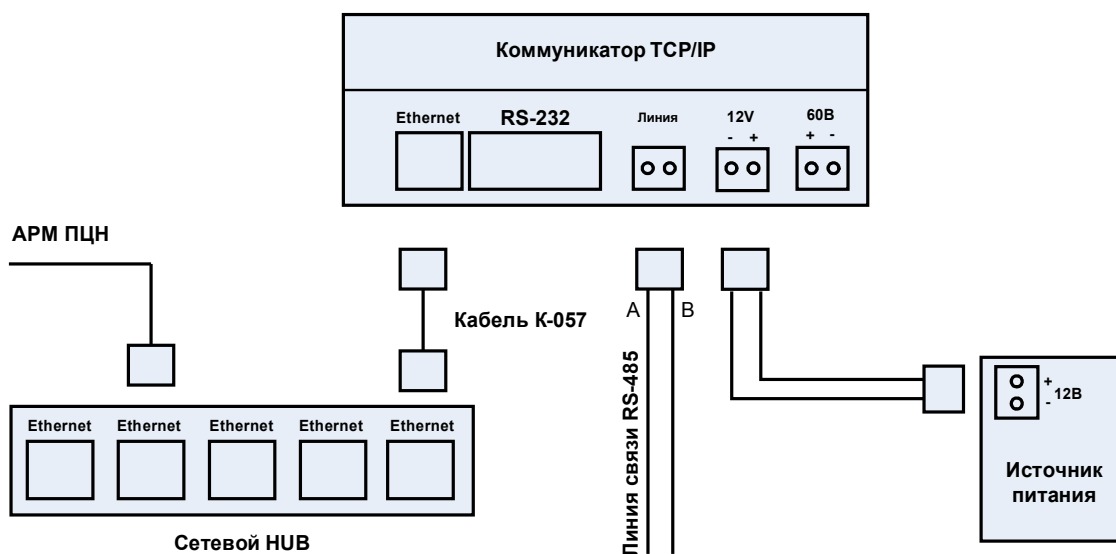 Коммуникатор TCP/IP
Ethernet
RS-232
Линия
12V
- +
60В
+ -
АРМ ПЦН
Кабель К-057
A
B
Линия связи RS-485
+
-
12В
Источник
питания
Ethernet
Ethernet
Ethernet
Ethernet
Ethernet
Сетевой HUB